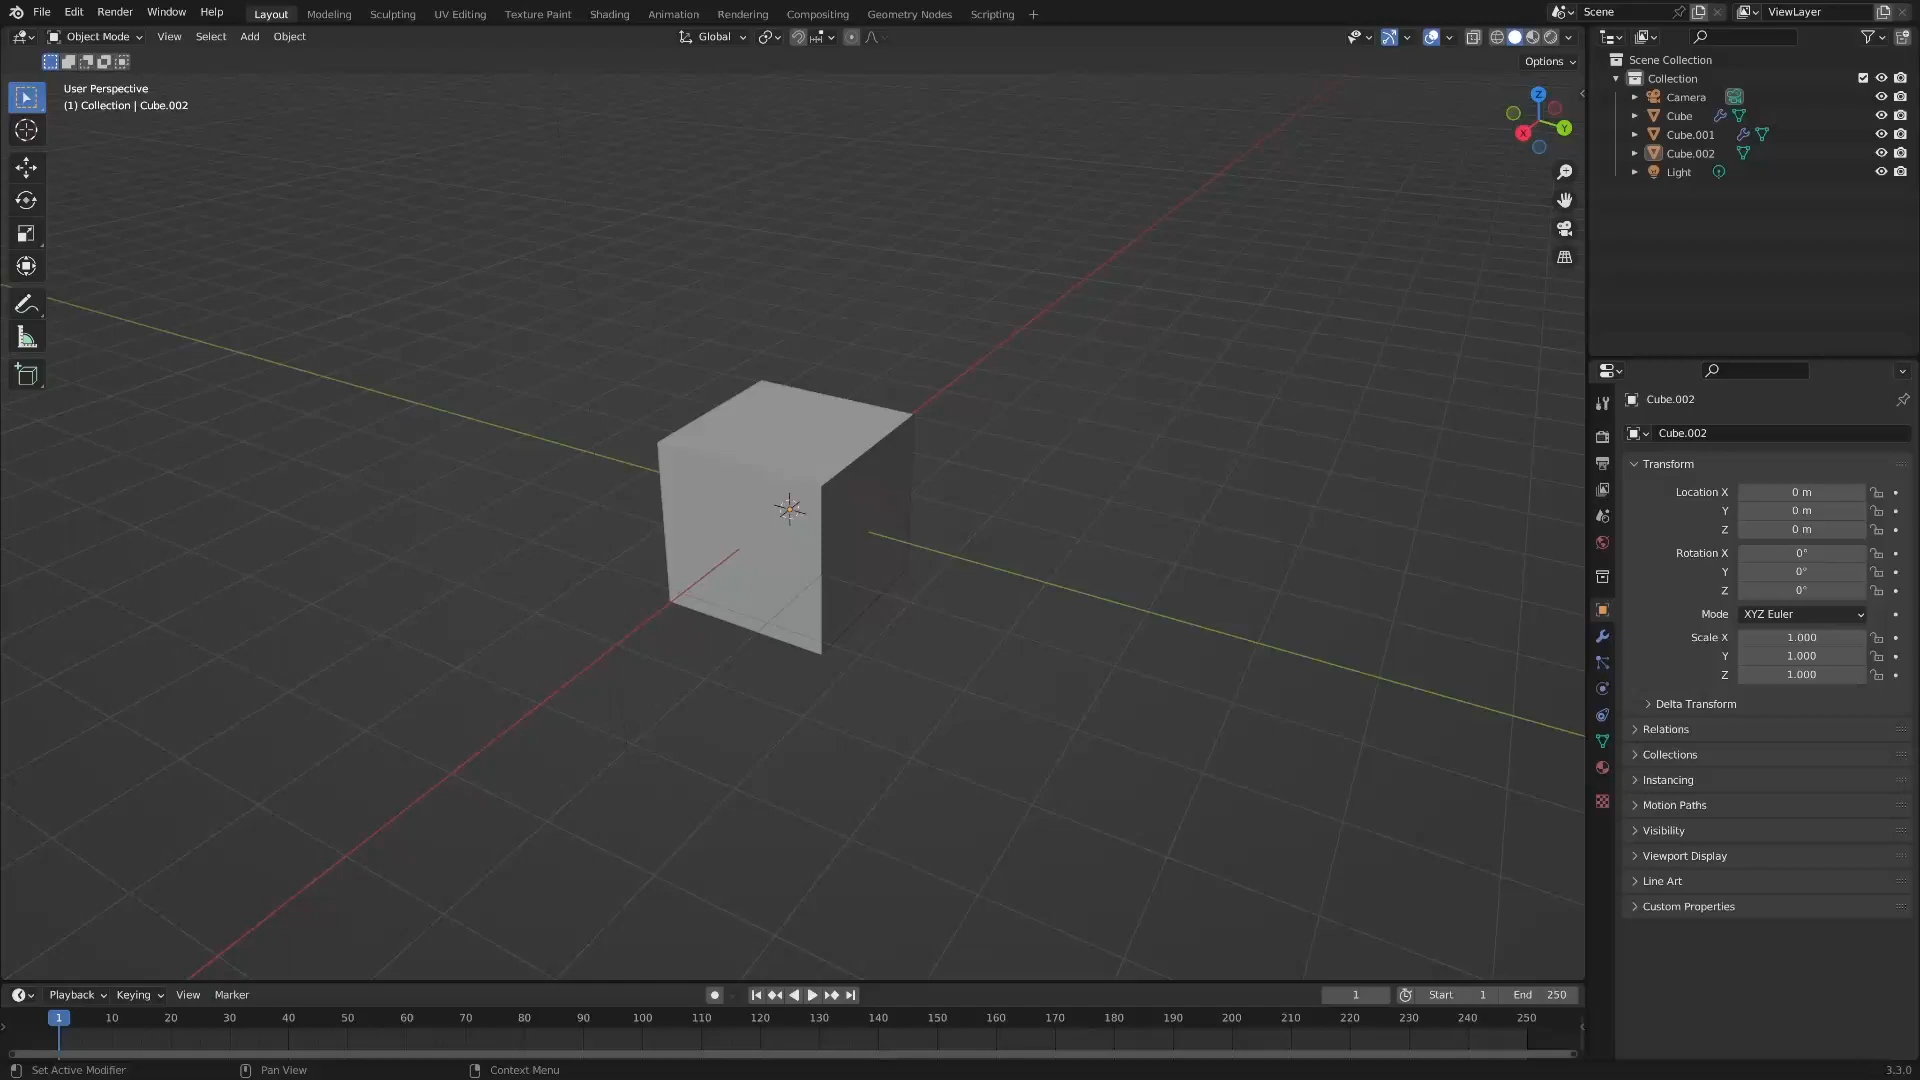 File Edit Render Window Help Layout Modeling Sculpting UV Editing Texture Paint Shading Animation Rendering Compositing Geometry Nodes Scripting + Scene ViewLayer
Object Mode View Select Add Object Global
Options
User Perspective
(1) Collection | Cube.002
Z
Y
X
Scene Collection
Collection
Camera
Cube
Cube.001
Cube.002
Light
Cube.002
Cube.002
Transform
Location X 0 m
Y 0 m
Z 0 m
Rotation X 0°
Y 0°
Z 0°
Mode XYZ Euler
Scale X 1.000
Y 1.000
Z 1.000
Delta Transform
Relations
Collections
Instancing
Motion Paths
Visibility
Viewport Display
Line Art
Custom Properties
Playback Keying View Marker 1 Start 1 End 250
1 10 20 30 40 50 60 70 80 90 100 110 120 130 140 150 160 170 180 190 200 210 220 230 240 250
Set Active Modifier Pan View Context Menu 3.3.0